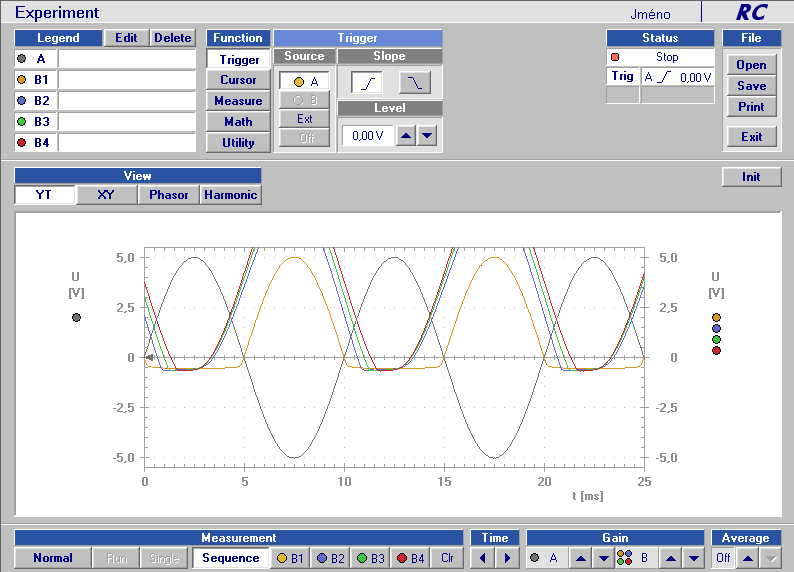 Experiment Jméno RC
Legend Edit Delete Function Trigger Status File
A Trigger Source Slope Stop Open
B1 Cursor A Trig A 0,00 V Save
B2 Measure B Level Print
B3 Math Ext 0,00 V
B4 Utility Off Exit
View Init
YT XY Phasor Harmonic
5,0 5,0
U U
[V] [V]
2,5 2,5
0 0
-2,5 -2,5
-5,0 -5,0
0 5 10 15 20 25
t [ms]
Measurement Time Gain Average
Normal Run Single Sequence B1 B2 B3 B4 Clr A B Off